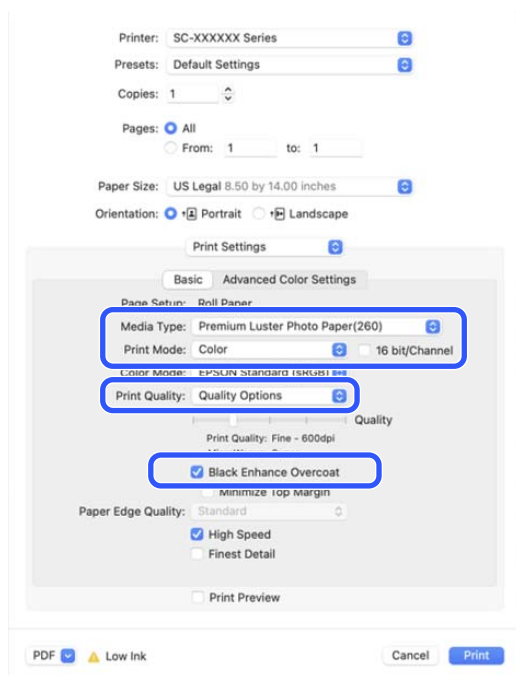 Printer: SC-XXXXXX Series
Presets: Default Settings
Copies: 1
Pages: All
From: 1 to: 1
Paper Size: US Legal 8.50 by 14.00 inches
Orientation: Portrait Landscape
Print Settings
Basic Advanced Color Settings
Page Setup: Roll Paper
Media Type: Premium Luster Photo Paper(260)
Print Mode: Color 16 bit/Channel
Color Mode: EPSON Standard (sRGB)
Print Quality: Quality Options
Quality
Print Quality: Fine - 600dpi
Black Enhance Overcoat
Minimize Top Margin
Paper Edge Quality: Standard
High Speed
Finest Detail
Print Preview
PDF Low Ink Cancel Print